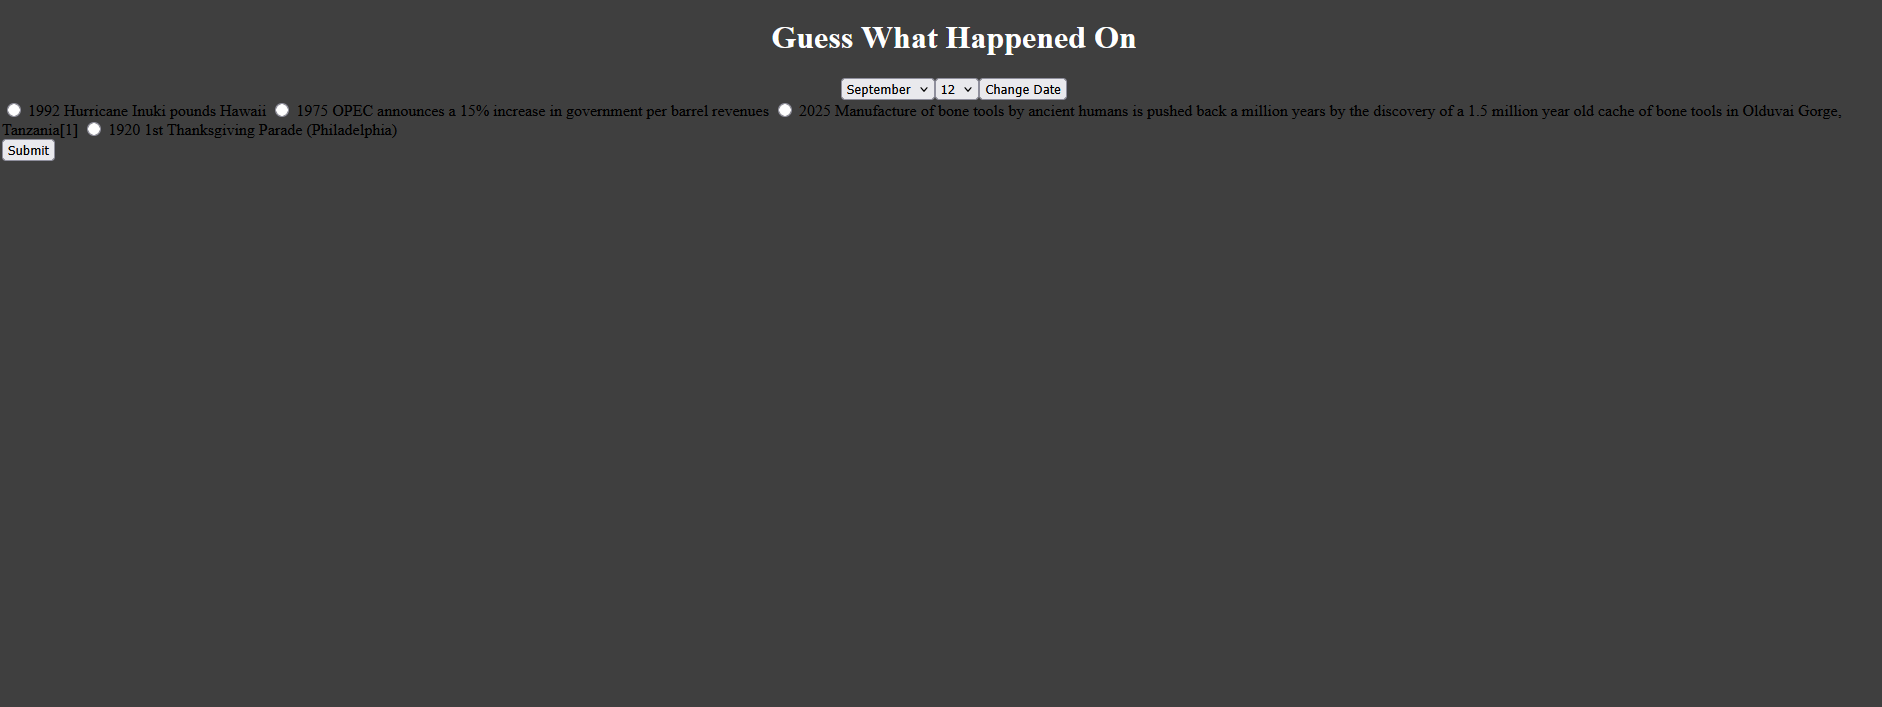 Guess What Happened On
September 12 Change Date
1992 Hurricane Inuki pounds Hawaii 1975 OPEC announces a 15% increase in government per barrel revenues 2025 Manufacture of bone tools by ancient humans is pushed back a million years by the discovery of a 1.5 million year old cache of bone tools in Olduvai Gorge,
Tanzania[1] 1920 1st Thanksgiving Parade (Philadelphia)
Submit